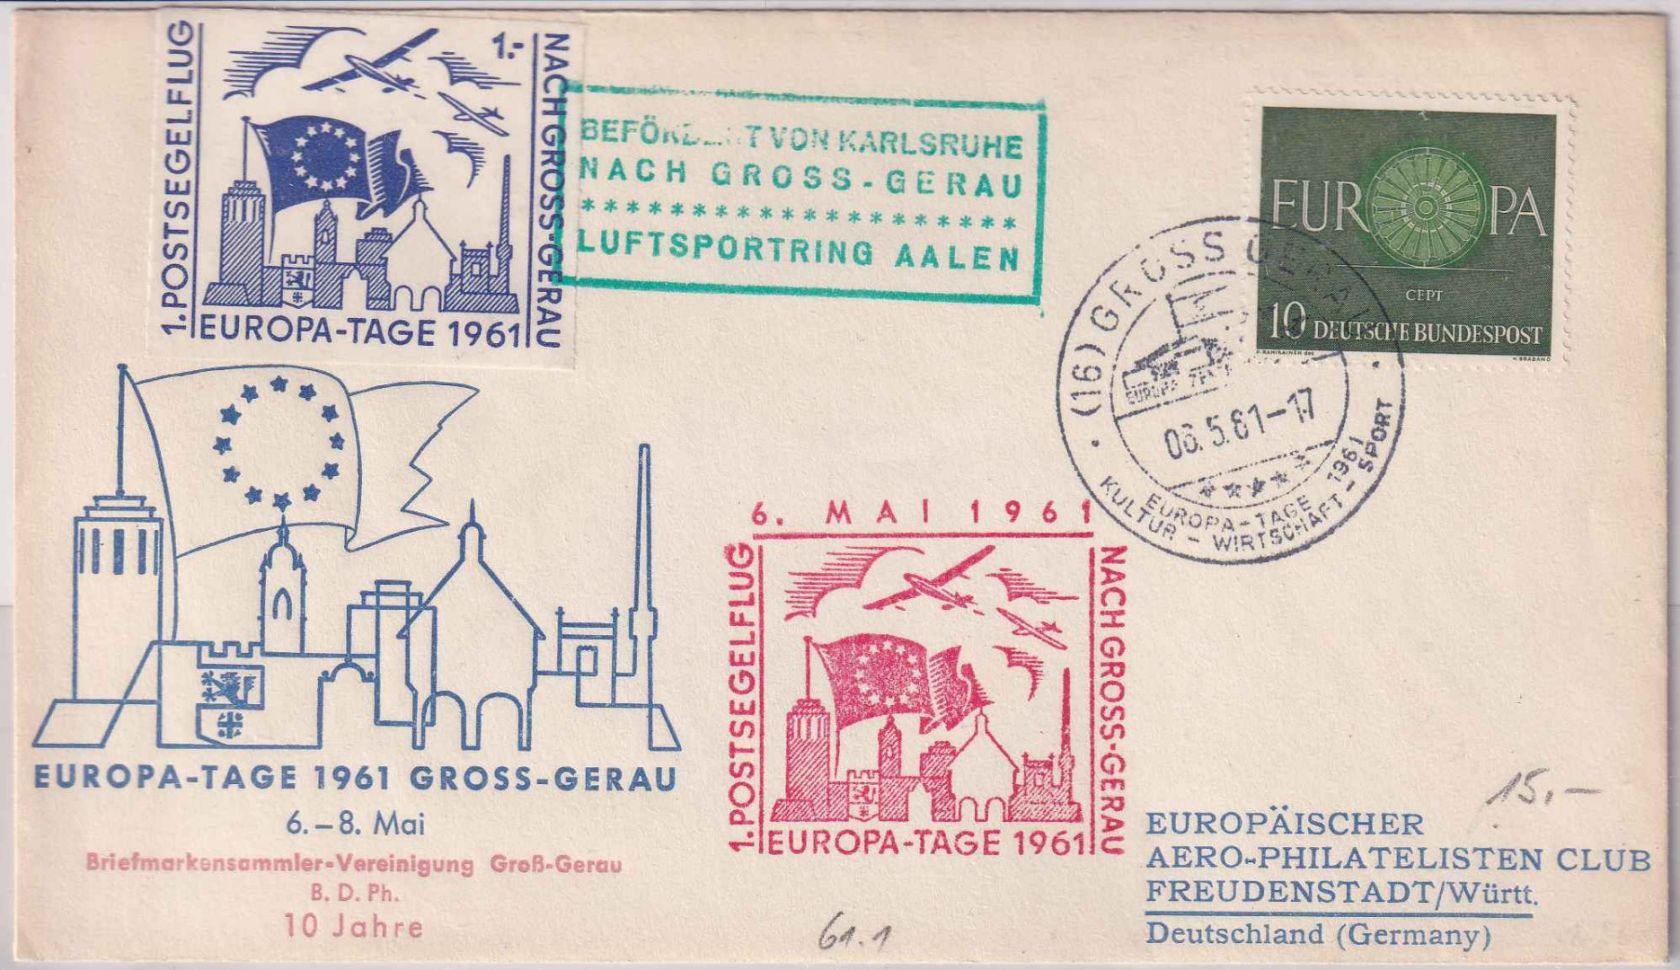 1.POSTSEGELFLUG
NACH GROSS-GERAU
1.-
EUROPA-TAGE 1961
BEFÖRDERT VON KARLSRUHE
NACH GROSS-GERAU
********************
LUFTSPORTRING AALEN
EUROPA
CEPT
10 DEUTSCHE BUNDESPOST
(16) GROSS GERAU
06.5.61-17
EUROPA-TAGE 1961
KULTUR - WIRTSCHAFT - SPORT
EUROPA-TAGE 1961 GROSS-GERAU
6.-8. Mai
Briefmarkensammler-Vereinigung Groß-Gerau
B. D. Ph.
10 Jahre
6. MAI 1961
1.POSTSEGELFLUG
NACH GROSS-GERAU
EUROPA-TAGE 1961
15,-
EUROPÄISCHER
AERO-PHILATELISTEN CLUB
FREUDENSTADT/Württ.
Deutschland (Germany)
61.1